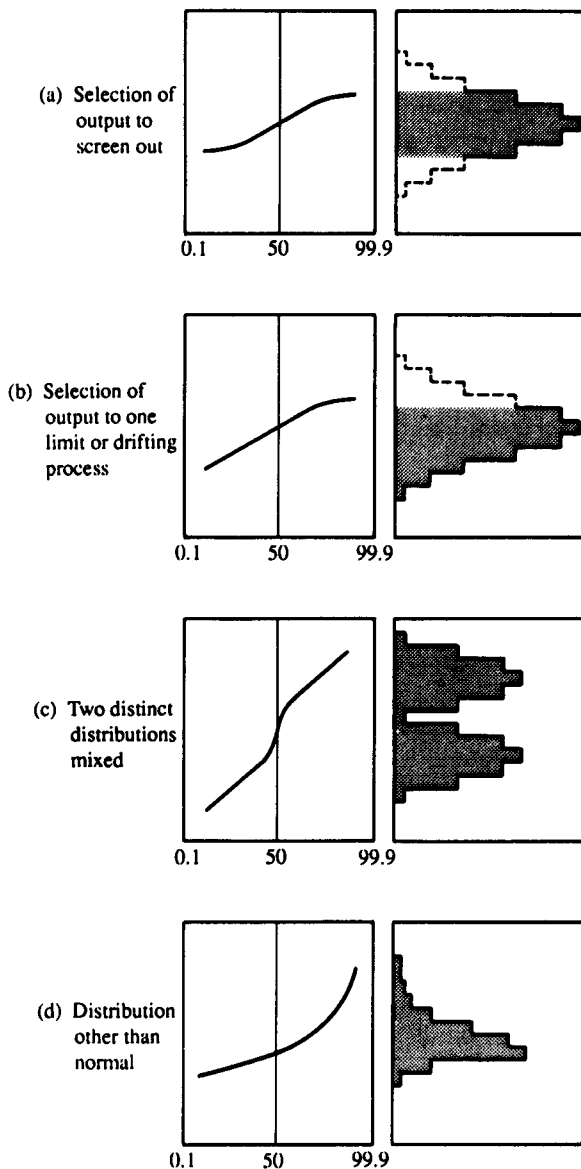 (a) Selection of
output to
screen out
0.1 50 99.9
(b) Selection of
output to one
limit or drifting
process
0.1 50 99.9
(c) Two distinct
distributions
mixed
0.1 50 99.9
(d) Distribution
other than
normal
0.1 50 99.9